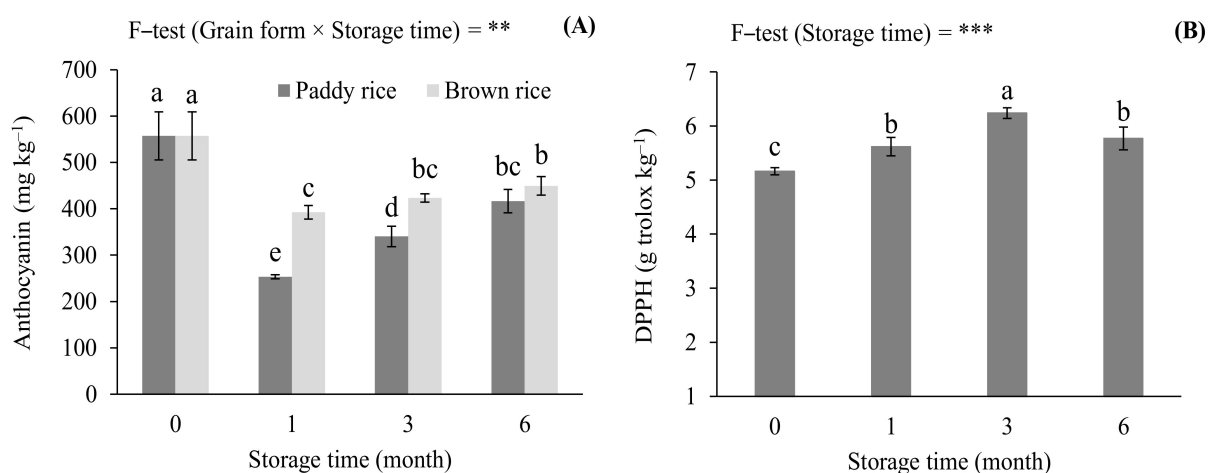 F–test (Grain form × Storage time) = **
(A)
Anthocyanin (mg kg⁻¹)
700
600
500
400
300
200
100
0
Paddy rice
Brown rice
a
a
e
c
d
bc
bc
b
0
1
3
6
Storage time (month)
F–test (Storage time) = ***
(B)
DPPH (g trolox kg⁻¹)
7
6
5
4
3
2
1
c
b
a
b
0
1
3
6
Storage time (month)